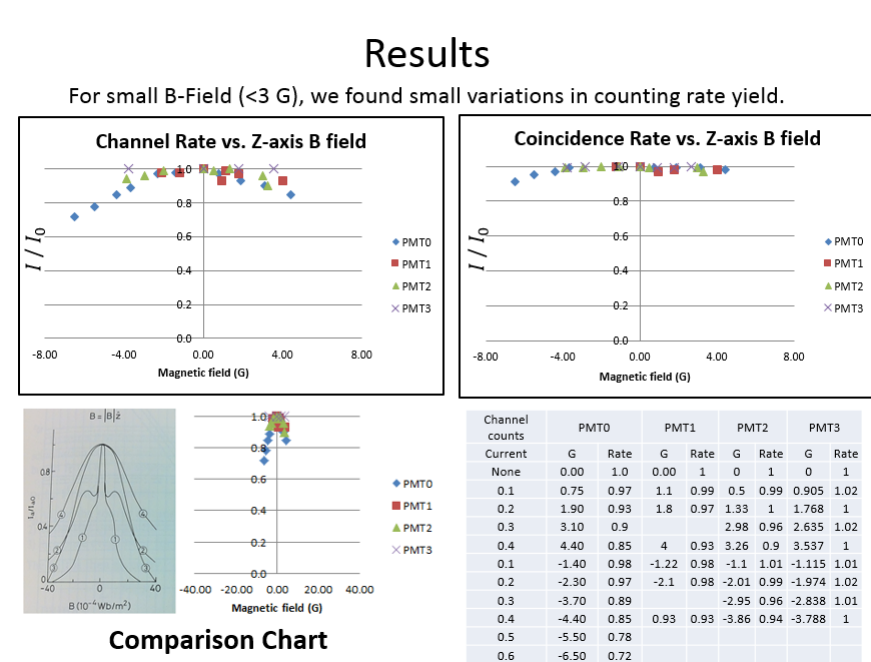 Results
For small B-Field (<3 G), we found small variations in counting rate yield.
Channel Rate vs. Z-axis B field
1.0
0.8
0.6
0.4
0.2
0.0
I / I0
-8.00 -4.00 0.00 4.00 8.00
Magnetic field (G)
PMT0
PMT1
PMT2
PMT3
Coincidence Rate vs. Z-axis B field
1.0
0.8
0.6
0.4
0.2
0.0
I / I0
-8.00 -4.00 0.00 4.00 8.00
Magnetic field (G)
PMT0
PMT1
PMT2
PMT3
B = |B| ẑ
0.8
0.4
0
Ia/Ia0
4 4
1 1
2 2
3 3
-40 0 40
B (10⁻⁴ Wb/m²)
1.0
0.8
0.6
0.4
0.2
0.0
-40.00 -20.00 0.00 20.00 40.00
Magnetic field (G)
PMT0
PMT1
PMT2
PMT3
Comparison Chart
Channel counts PMT0 PMT1 PMT2 PMT3
Current G Rate G Rate G Rate G Rate
None 0.00 1.0 0.00 1 0 1 0 1
0.1 0.75 0.97 1.1 0.99 0.5 0.99 0.905 1.02
0.2 1.90 0.93 1.8 0.97 1.33 1 1.768 1
0.3 3.10 0.9 2.98 0.96 2.635 1.02
0.4 4.40 0.85 4 0.93 3.26 0.9 3.537 1
0.1 -1.40 0.98 -1.22 0.98 -1.1 1.01 -1.115 1.01
0.2 -2.30 0.97 -2.1 0.98 -2.01 0.99 -1.974 1.02
0.3 -3.70 0.89 -2.95 0.96 -2.838 1.01
0.4 -4.40 0.85 0.93 0.93 -3.86 0.94 -3.788 1
0.5 -5.50 0.78
0.6 -6.50 0.72